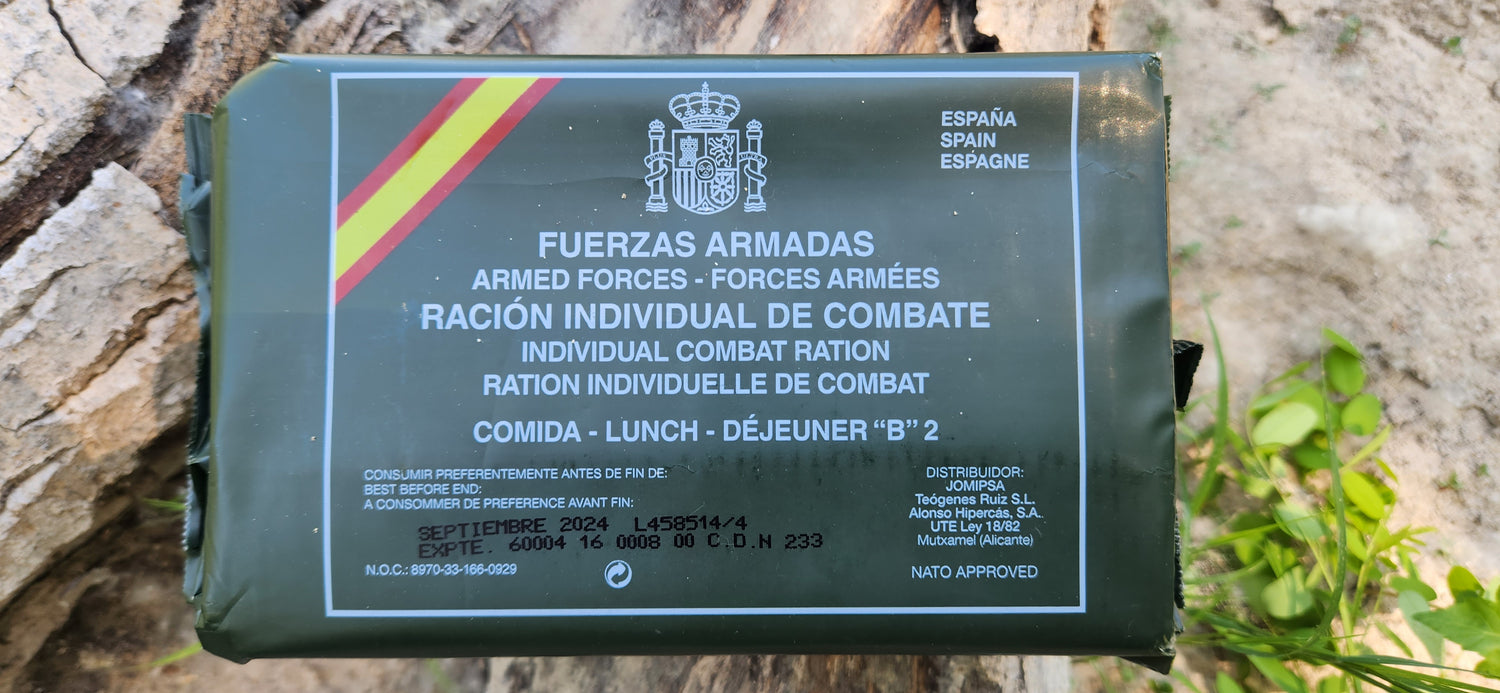 ESPAÑA
SPAIN
ESPAGNE
FUERZAS ARMADAS
ARMED FORCES - FORCES ARMÉES
RACIÓN INDIVIDUAL DE COMBATE
INDIVIDUAL COMBAT RATION
RATION INDIVIDUELLE DE COMBAT
COMIDA - LUNCH - DÉJEUNER “B” 2
CONSUMIR PREFERENTEMENTE ANTES DE FIN DE:
BEST BEFORE END:
A CONSOMMER DE PREFERENCE AVANT FIN:
SEPTIEMBRE 2024 L458514/4
EXPTE. 60004 16 0008 00 C.D.N 233
N.O.C.: 8970-33-166-0929
DISTRIBUIDOR:
JOMIPSA
Teógenes Ruiz S.L.
Alonso Hipercás, S.A.
UTE Ley 18/82
Mutxamel (Alicante)
NATO APPROVED